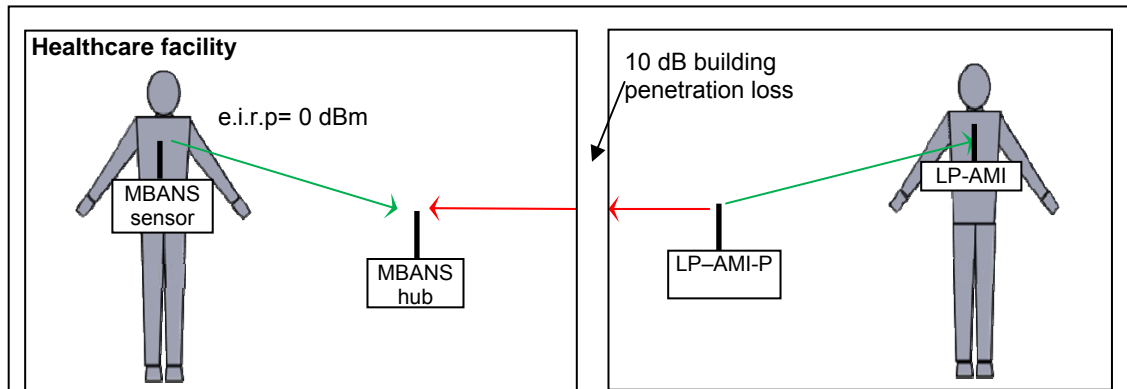 Healthcare facility
e.i.r.p= 0 dBm
10 dB building
penetration loss
MBANS
sensor
MBANS
hub
LP–AMI-P
LP-AMI